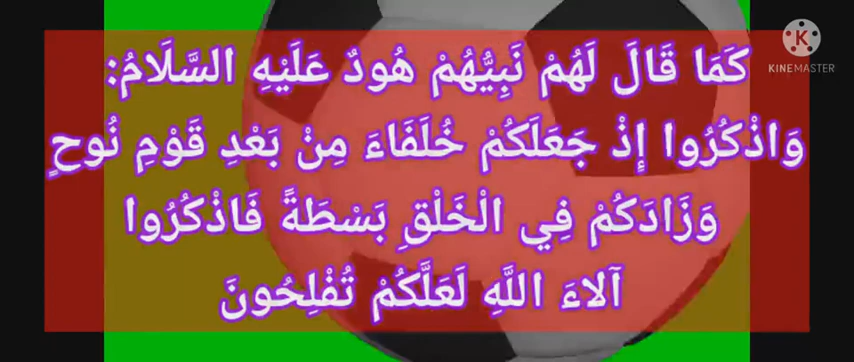 كَمَا قَالَ لَهُمْ نَبِيُّهُمْ هُودٌ عَلَيْهِ السَّلَامُ:
وَاذْكُرُوا إِذْ جَعَلَكُمْ خُلَفَاءَ مِنْ بَعْدِ قَوْمِ نُوحٍ
وَزَادَكُمْ فِي الْخَلْقِ بَسْطَةً فَاذْكُرُوا
آلَاءَ اللَّهِ لَعَلَّكُمْ تُفْلِحُونَ
K
KINEMASTER